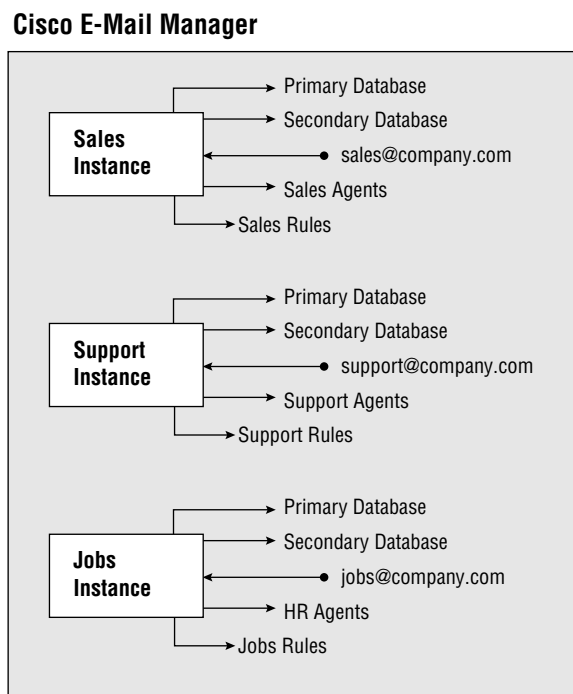 Cisco E-Mail Manager
Primary Database
Secondary Database
Sales
Instance
sales@company.com
Sales Agents
Sales Rules
Primary Database
Secondary Database
Support
Instance
support@company.com
Support Agents
Support Rules
Primary Database
Secondary Database
Jobs
Instance
jobs@company.com
HR Agents
Jobs Rules